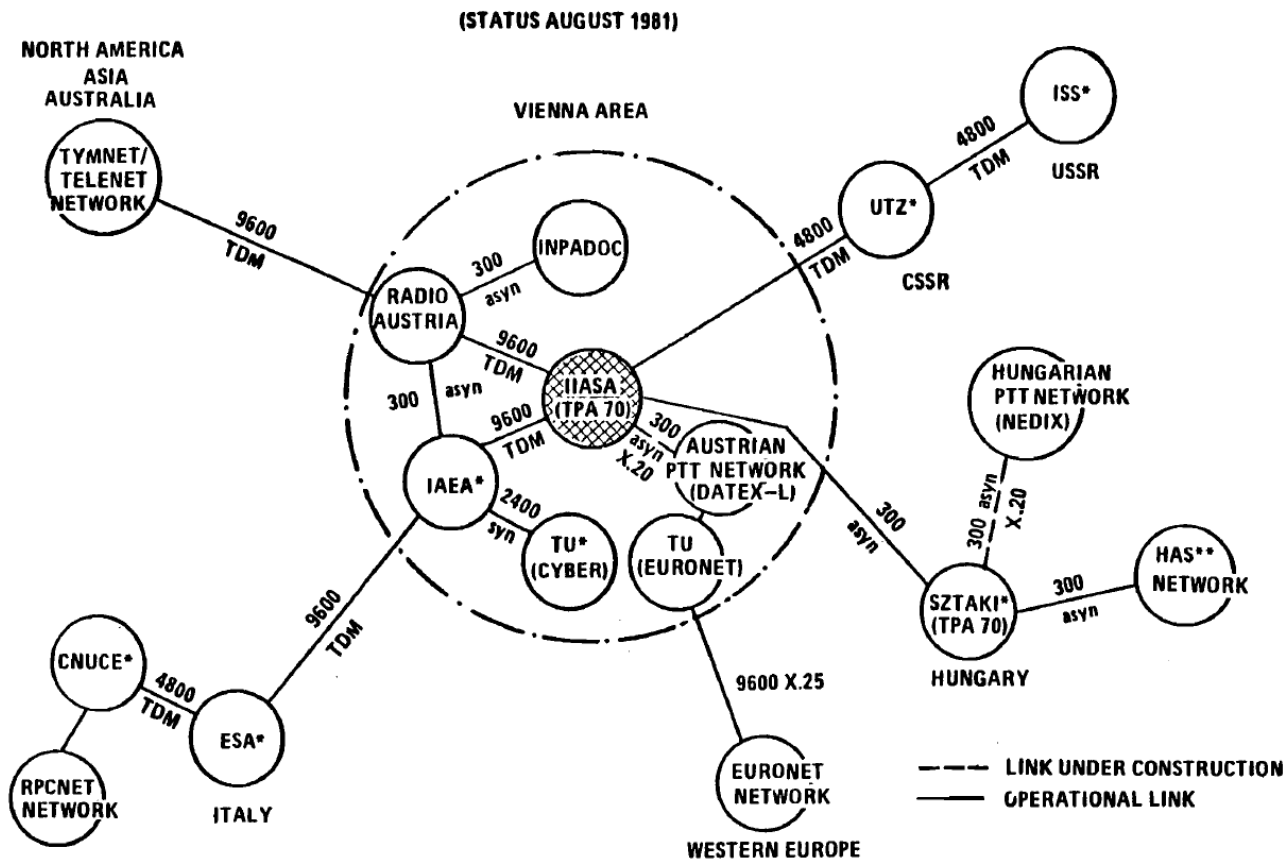 (STATUS AUGUST 1981)
NORTH AMERICA
ASIA
AUSTRALIA
VIENNA AREA
TYMNET/
TELENET
NETWORK
9600
TDM
ISS*
USSR
4800
TDM
UTZ*
CSSR
4800
TDM
INPADOC
300
asyn
RADIO
AUSTRIA
9600
TDM
300
asyn
IIASA
(TPA 70)
9600
TDM
300
asyn
X.20
AUSTRIAN
PTT NETWORK
(DATEX-L)
HUNGARIAN
PTT NETWORK
(NEDIX)
300 asyn
X.20
300
asyn
IAEA*
2400
syn
TU*
(CYBER)
TU
(EURONET)
HAS**
NETWORK
300
asyn
SZTAKI*
(TPA 70)
HUNGARY
9600
TDM
CNUCE*
4800
TDM
ESA*
ITALY
RPCNET
NETWORK
9600 X.25
EURONET
NETWORK
WESTERN EUROPE
LINK UNDER CONSTRUCTION
OPERATIONAL LINK